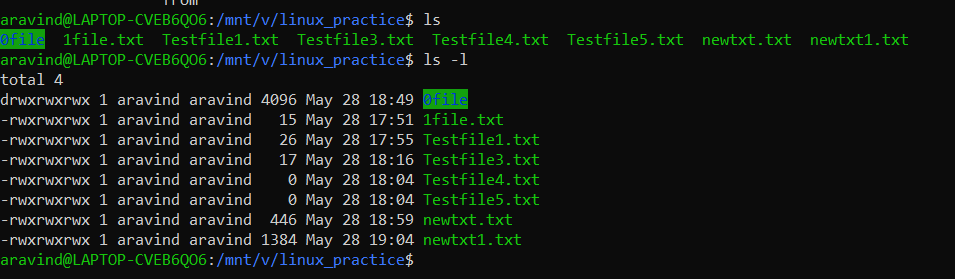 from
aravind@LAPTOP-CVEB6QO6:/mnt/v/linux_practice$ ls
0file  1file.txt  Testfile1.txt  Testfile3.txt  Testfile4.txt  Testfile5.txt  newtxt.txt  newtxt1.txt
aravind@LAPTOP-CVEB6QO6:/mnt/v/linux_practice$ ls -l
total 4
drwxrwxrwx 1 aravind aravind 4096 May 28 18:49 0file
-rwxrwxrwx 1 aravind aravind   15 May 28 17:51 1file.txt
-rwxrwxrwx 1 aravind aravind   26 May 28 17:55 Testfile1.txt
-rwxrwxrwx 1 aravind aravind   17 May 28 18:16 Testfile3.txt
-rwxrwxrwx 1 aravind aravind    0 May 28 18:04 Testfile4.txt
-rwxrwxrwx 1 aravind aravind    0 May 28 18:04 Testfile5.txt
-rwxrwxrwx 1 aravind aravind  446 May 28 18:59 newtxt.txt
-rwxrwxrwx 1 aravind aravind 1384 May 28 19:04 newtxt1.txt
aravind@LAPTOP-CVEB6QO6:/mnt/v/linux_practice$